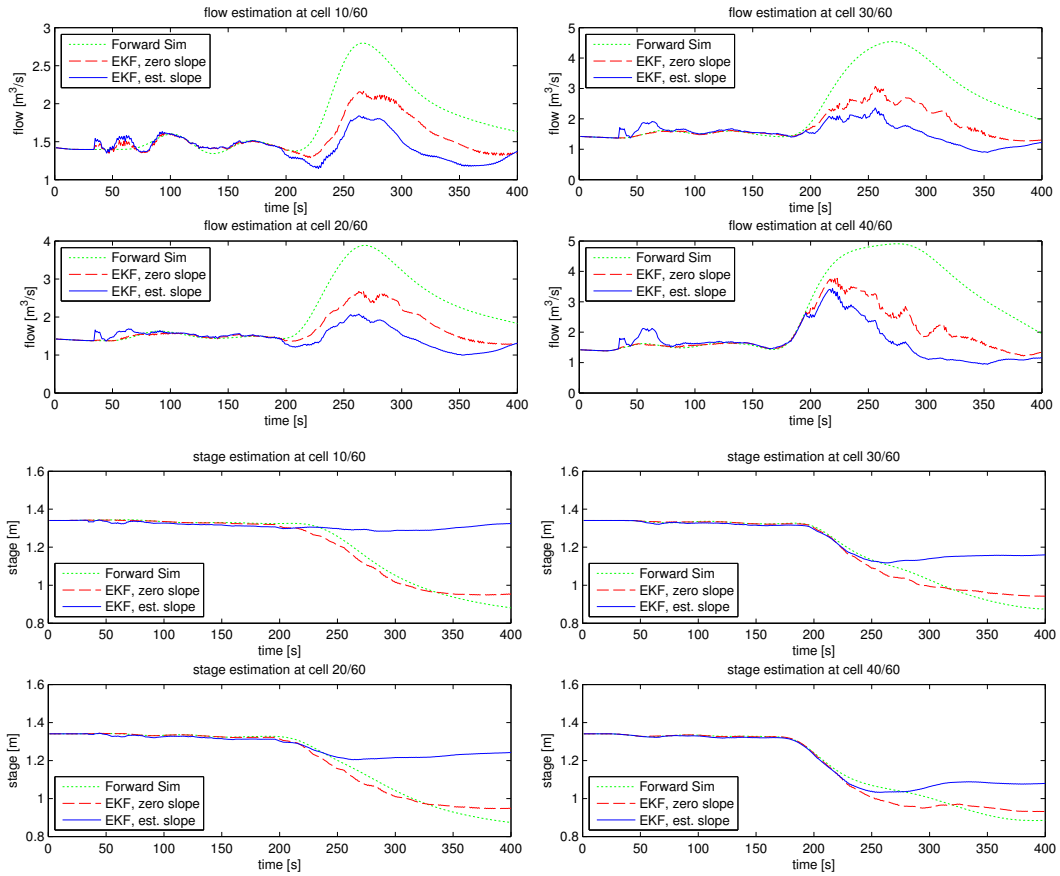 flow estimation at cell 10/60
3
2.5
2
1.5
1
flow [m³/s]
Forward Sim
EKF, zero slope
EKF, est. slope
0 50 100 150 200 250 300 350 400
time [s]
flow estimation at cell 30/60
5
4
3
2
1
0
flow [m³/s]
Forward Sim
EKF, zero slope
EKF, est. slope
0 50 100 150 200 250 300 350 400
time [s]
flow estimation at cell 20/60
4
3
2
1
0
flow [m³/s]
Forward Sim
EKF, zero slope
EKF, est. slope
0 50 100 150 200 250 300 350 400
time [s]
flow estimation at cell 40/60
5
4
3
2
1
0
flow [m³/s]
Forward Sim
EKF, zero slope
EKF, est. slope
0 50 100 150 200 250 300 350 400
time [s]
stage estimation at cell 10/60
1.6
1.4
1.2
1
0.8
stage [m]
Forward Sim
EKF, zero slope
EKF, est. slope
0 50 100 150 200 250 300 350 400
time [s]
stage estimation at cell 30/60
1.6
1.4
1.2
1
0.8
stage [m]
Forward Sim
EKF, zero slope
EKF, est. slope
0 50 100 150 200 250 300 350 400
time [s]
stage estimation at cell 20/60
1.6
1.4
1.2
1
0.8
stage [m]
Forward Sim
EKF, zero slope
EKF, est. slope
0 50 100 150 200 250 300 350 400
time [s]
stage estimation at cell 40/60
1.6
1.4
1.2
1
0.8
stage [m]
Forward Sim
EKF, zero slope
EKF, est. slope
0 50 100 150 200 250 300 350 400
time [s]